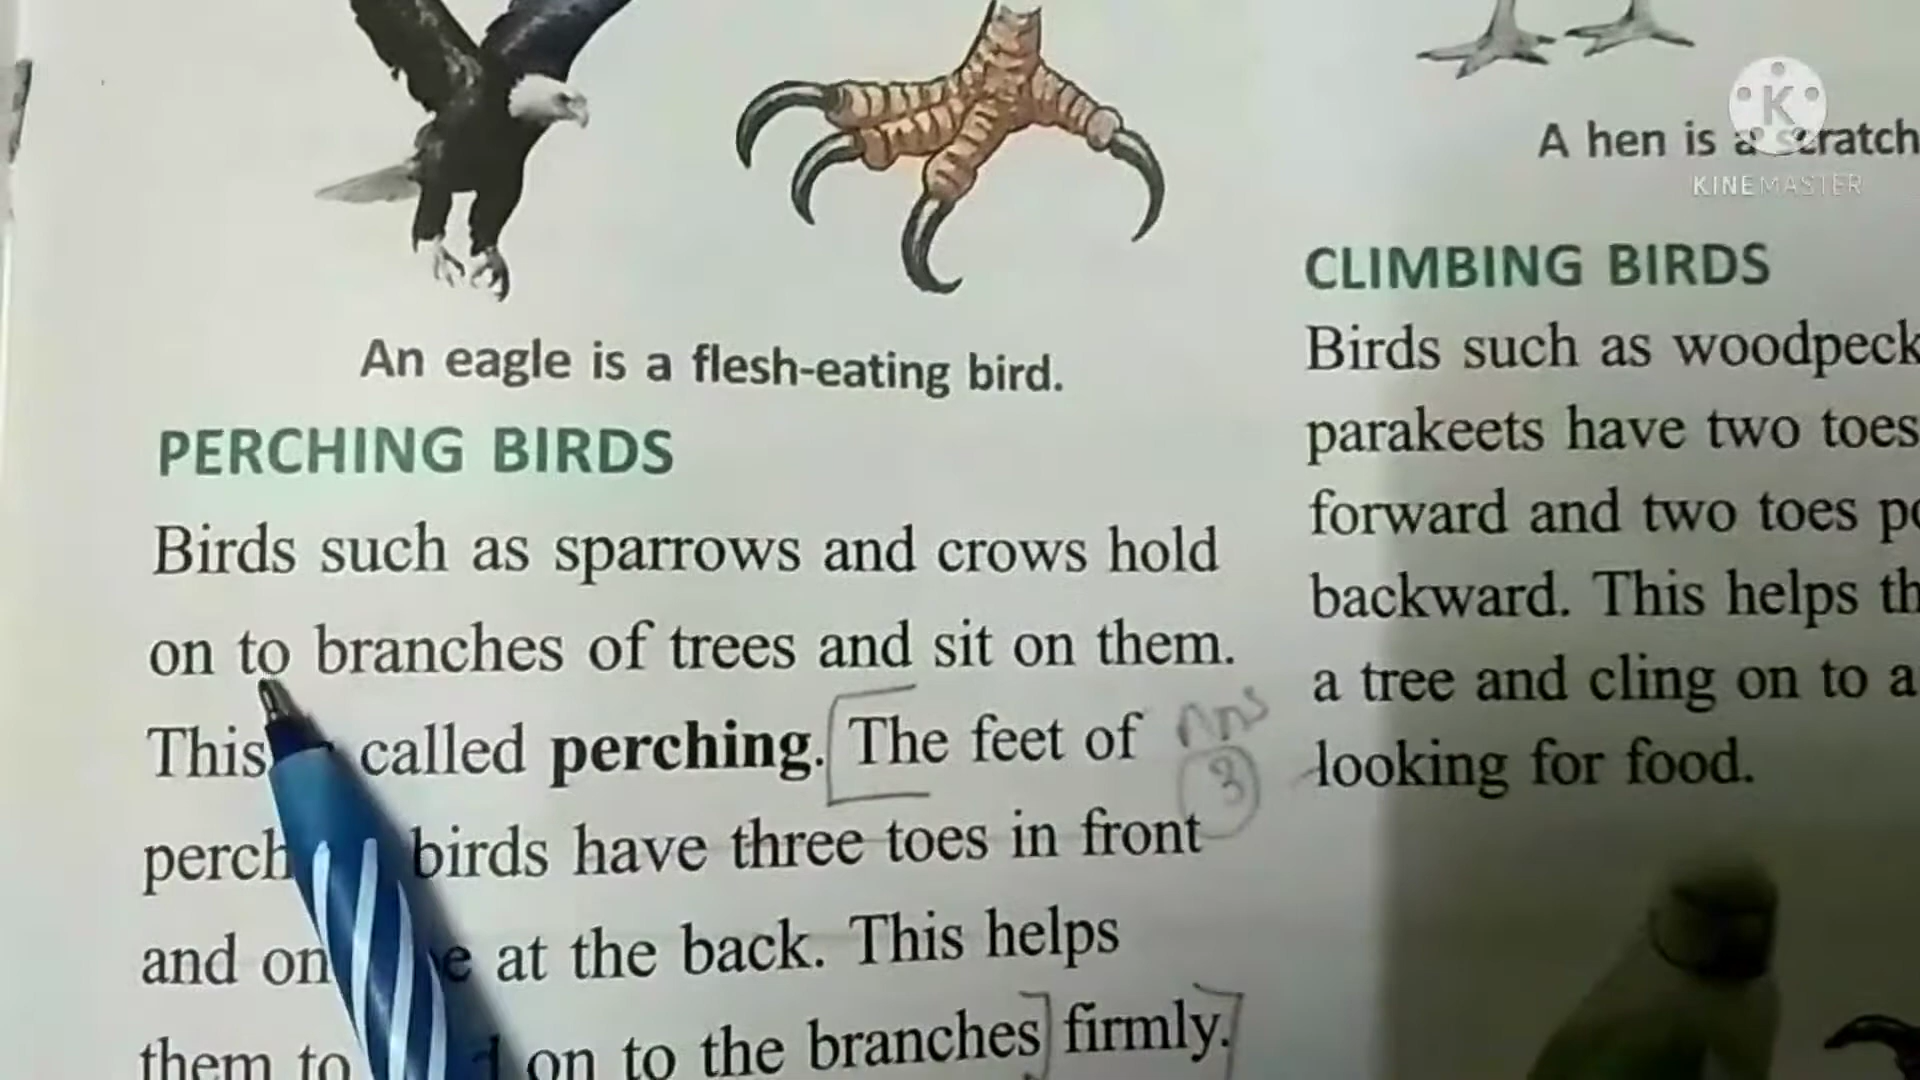 An eagle is a flesh-eating bird.
PERCHING BIRDS
Birds such as sparrows and crows hold
on to branches of trees and sit on them.
This called perching. The feet of
Ans
3
birds have three toes in front
and at the back. This helps
them to on to the branches firmly.
K
KINEMASTER
A hen is a
CLIMBING BIRDS
Birds such as
parakeets have two toes
forward and two toes
backward. This helps
a tree and cling on to a
looking for food.